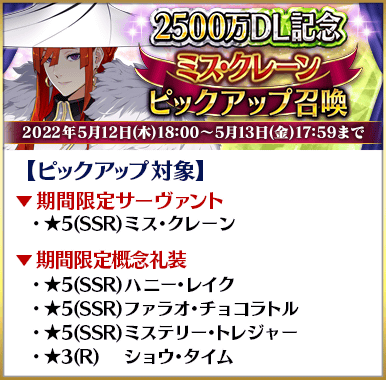 2500万DL記念
ミス・クレーン
ピックアップ召喚
2022年5月12日(木)18:00～5月13日(金)17:59まで
【ピックアップ対象】
▼期間限定サーヴァント
・★5(SSR)ミス・クレーン
▼期間限定概念礼装
・★5(SSR)ハニー・レイク
・★5(SSR)ファラオ・チョコラトル
・★5(SSR)ミステリー・トレジャー
・★3(R) ショウ・タイム